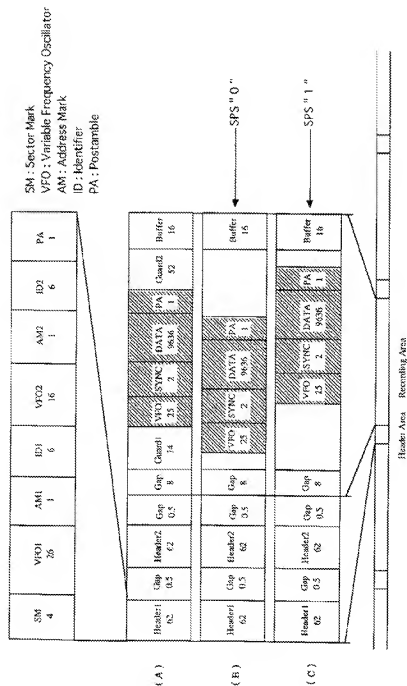 SM : Sector Mark
VFO : Variable Frequency Oscillator
AM : Address Mark
ID : Identifier
PA : Postamble
SM 4
VFO1 26
AM1 1
ID1 6
VFO2 16
AM2 1
ID2 6
PA 1
( A )
Header1 62
Gap 0.5
Header2 62
Gap 0.5
Gap 8
Guard1 14
VFO 25
SYNC 2
DATA 9636
PA 1
Guard2 52
Buffer 16
( B )
Header1 62
Gap 0.5
Header2 62
Gap 0.5
Gap 8
VFO 25
SYNC 2
DATA 9636
PA 1
Buffer 16
SPS " 0 "
( C )
Header1 62
Gap 0.5
Header2 62
Gap 0.5
Gap 8
VFO 25
SYNC 2
DATA 9636
PA 1
Buffer 16
SPS " 1 "
Header Area
Recording Area